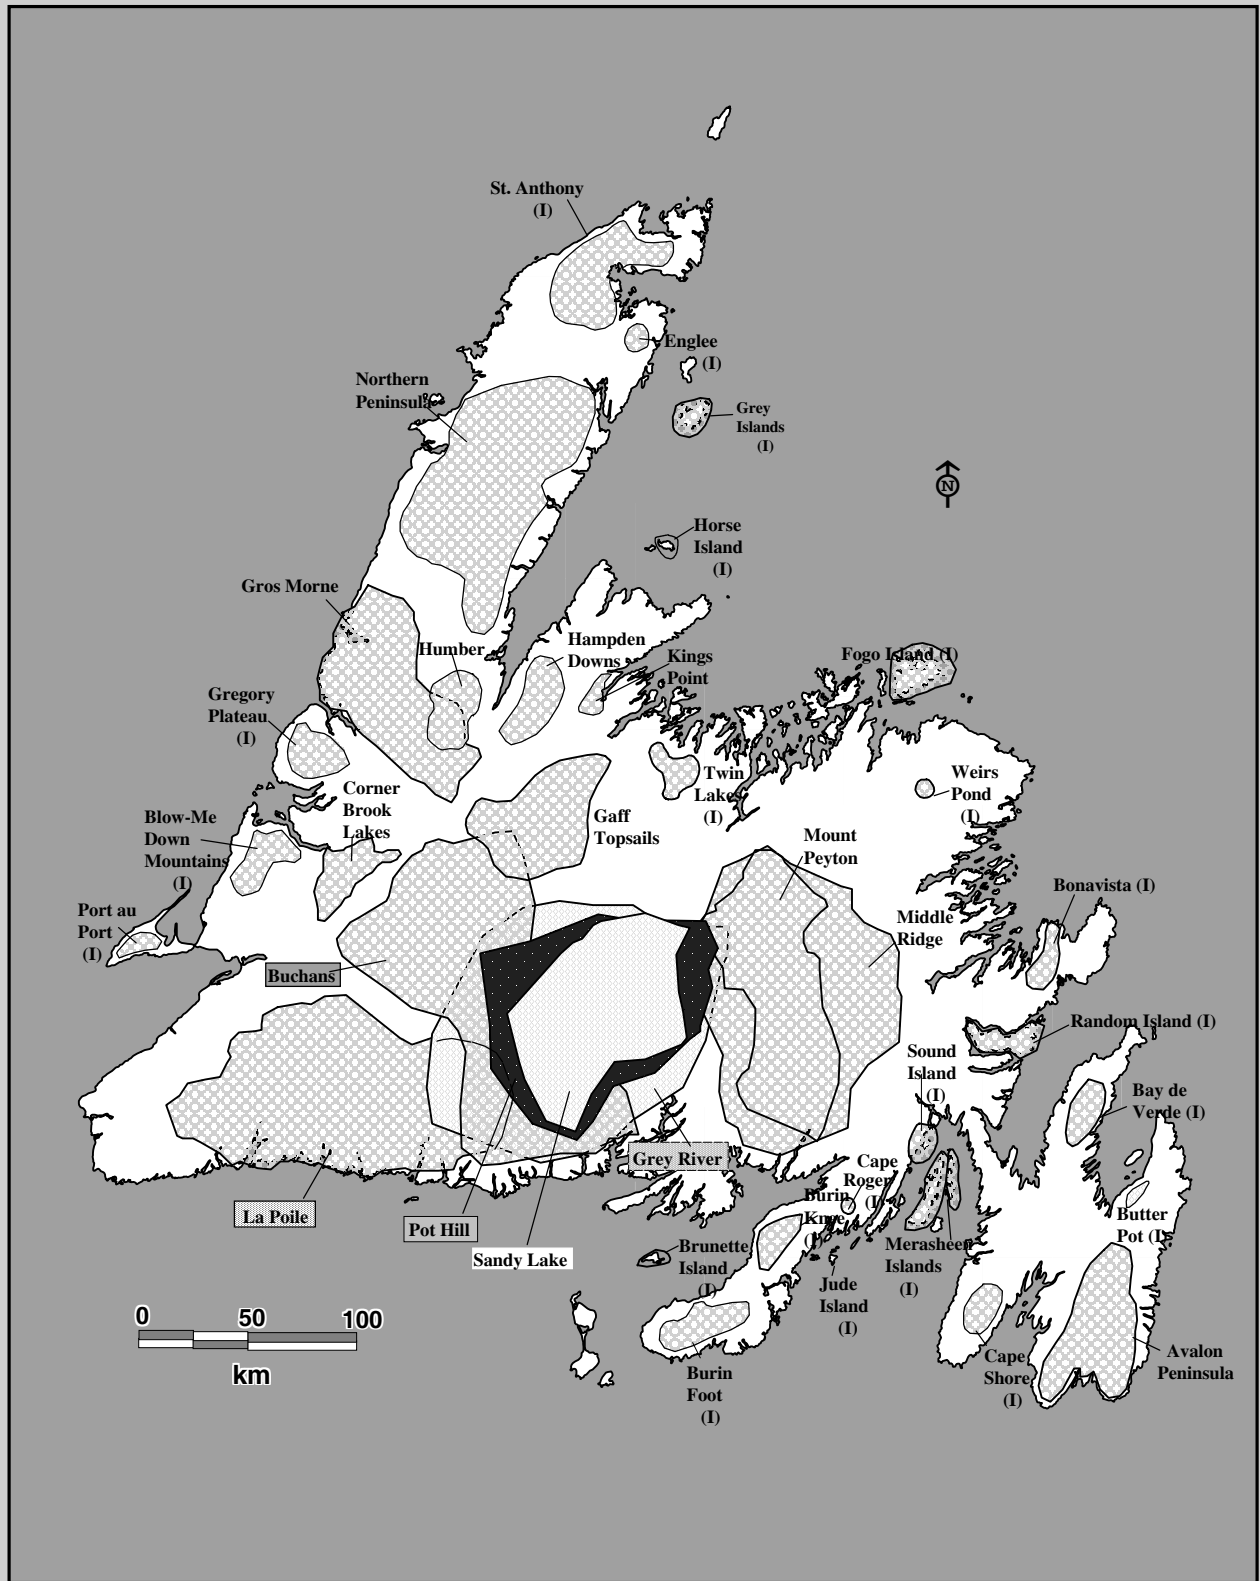 St. Anthony
(I)
Englee
(I)
Northern
Peninsula
Grey
Islands
(I)
N
Horse
Island
(I)
Gros Morne
Humber
Hampden
Downs
Kings
Point
Fogo Island (I)
Gregory
Plateau
(I)
Corner
Brook
Lakes
Twin
Lakes
(I)
Weirs
Pond
(I)
Blow-Me
Down
Mountains
(I)
Gaff
Topsails
Mount
Peyton
Bonavista (I)
Port au
Port
(I)
Middle
Ridge
Buchans
Random Island (I)
Sound
Island
(I)
Bay de
Verde (I)
Grey River
Cape
Roger
(I)
Burin
Knee
(I)
La Poile
Pot Hill
Sandy Lake
Brunette
Island
(I)
Merasheen
Islands
(I)
Butter
Pot (I)
Jude
Island
(I)
0 50 100
km
Burin
Foot
(I)
Cape
Shore
(I)
Avalon
Peninsula